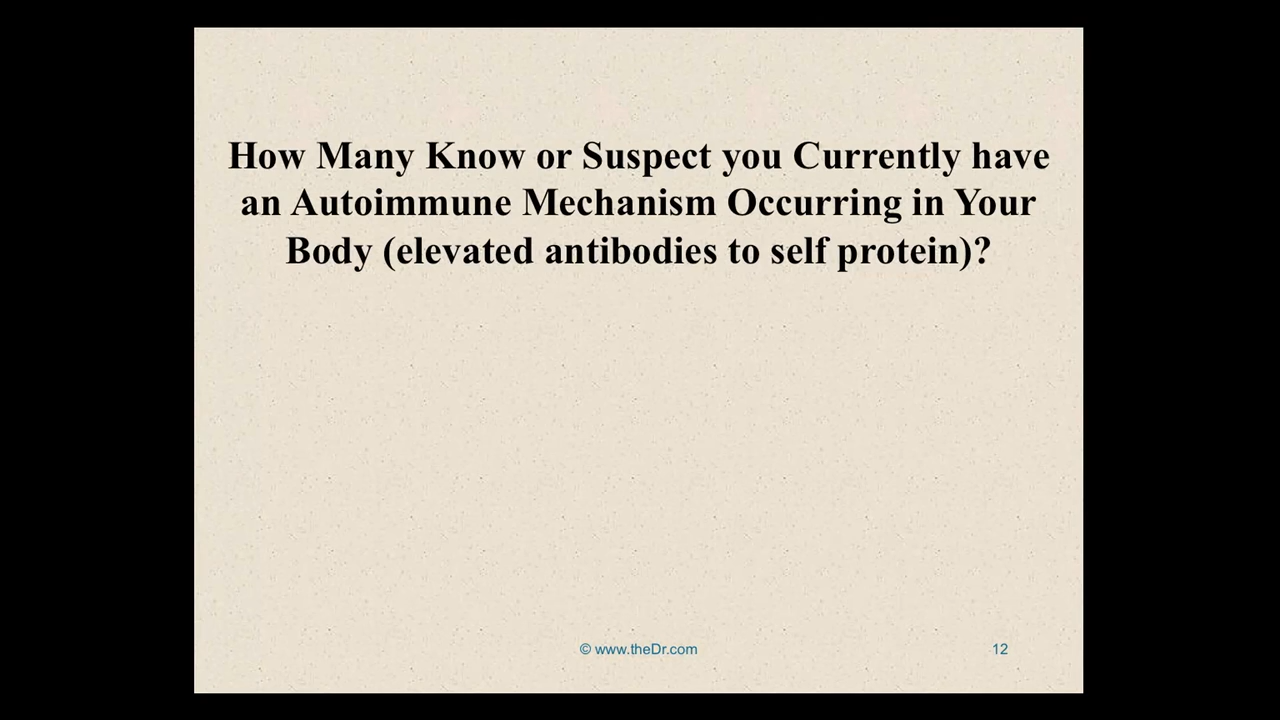 How Many Know or Suspect you Currently have
an Autoimmune Mechanism Occurring in Your
Body (elevated antibodies to self protein)?
© www.theDr.com
12